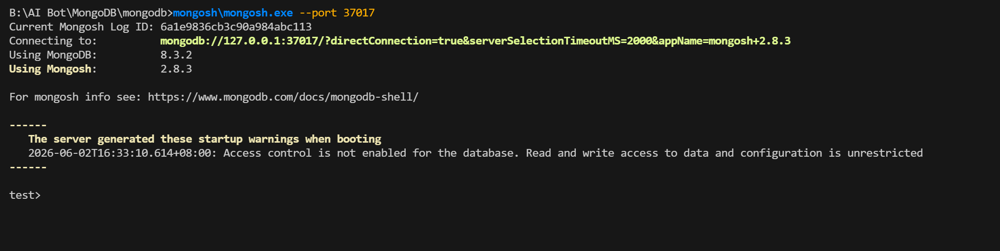 B:\AI Bot\MongoDB\mongodb>mongosh\mongosh.exe --port 37017
Current Mongosh Log ID: 6a1e9836cb3c90a984abc113
Connecting to:          mongodb://127.0.0.1:37017/?directConnection=true&serverSelectionTimeoutMS=2000&appName=mongosh+2.8.3
Using MongoDB:          8.3.2
Using Mongosh:          2.8.3
For mongosh info see: https://www.mongodb.com/docs/mongodb-shell/
------
   The server generated these startup warnings when booting
   2026-06-02T16:33:10.614+08:00: Access control is not enabled for the database. Read and write access to data and configuration is unrestricted
------
test>